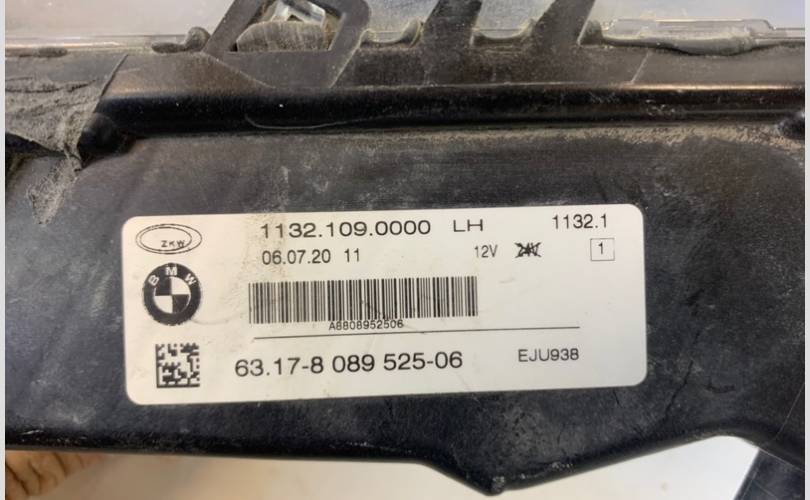 1132.109.0000 LH 1132.1
ZKW
06.07.20 11 12V 24V 1
BMW
A8808952506
63.17-8 089 525-06 EJU938